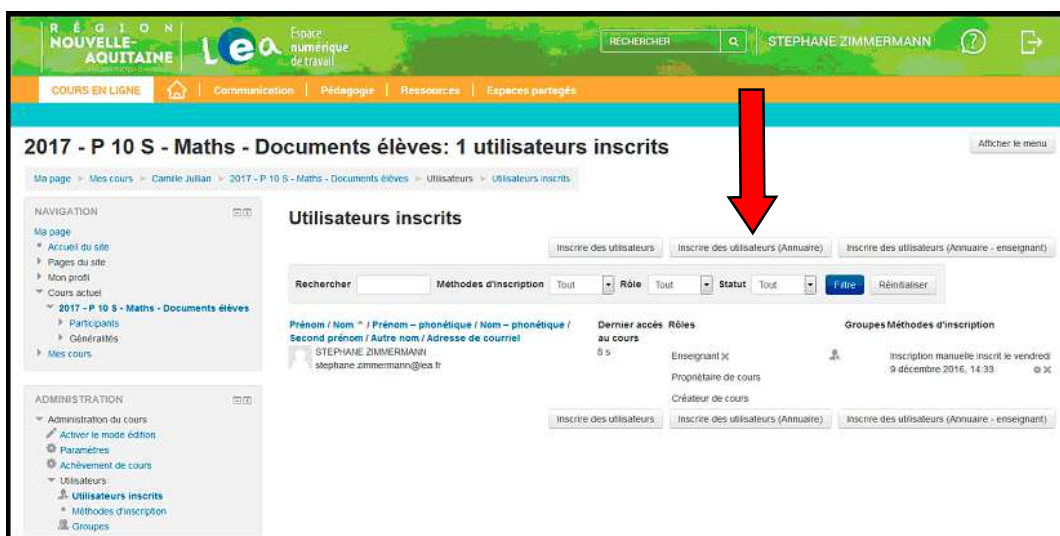 RÉGION
NOUVELLE-
AQUITAINE
Lea
Espace
numérique
de travail
RECHERCHER
STEPHANE ZIMMERMANN
?
COURS EN LIGNE | Communication | Pédagogie | Ressources | Espaces partagés
2017 - P 10 S - Maths - Documents élèves: 1 utilisateurs inscrits
Afficher le menu
Ma page ► Mes cours ► Camille Jullian ► 2017 - P 10 S - Maths - Documents élèves ► Utilisateurs ► Utilisateurs inscrits
NAVIGATION
Ma page
Accueil du site
Pages du site
Mon profil
Cours actuel
2017 - P 10 S - Maths - Documents élèves
Participants
Généralités
Mes cours
ADMINISTRATION
Administration du cours
Activer le mode édition
Paramètres
Achèvement de cours
Utilisateurs
Utilisateurs inscrits
Méthodes d'inscription
Groupes
Utilisateurs inscrits
Inscrire des utilisateurs
Inscrire des utilisateurs (Annuaire)
Inscrire des utilisateurs (Annuaire - enseignant)
Rechercher Méthodes d'inscription Tout Rôle Tout Statut Tout Filtre Réinitialiser
Prénom / Nom ^ / Prénom – phonétique / Nom – phonétique /
Second prénom / Autre nom / Adresse de courriel
Dernier accès
au cours
Rôles
Groupes
Méthodes d'inscription
STEPHANE ZIMMERMANN
stephane.zimmermann@lea.fr
8 s
Enseignant
Propriétaire de cours
Créateur de cours
Inscription manuelle inscrit le vendredi
9 décembre 2016, 14:33
Inscrire des utilisateurs
Inscrire des utilisateurs (Annuaire)
Inscrire des utilisateurs (Annuaire - enseignant)